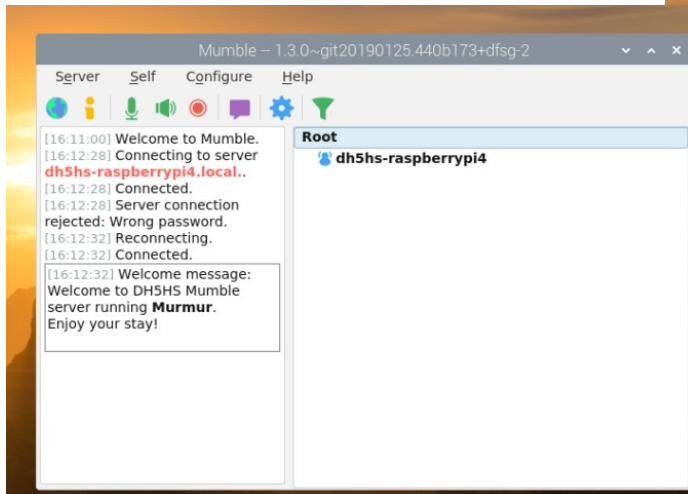 Mumble -- 1.3.0~git20190125.440b173+dfsg-2
Server Self Configure Help
[16:11:00] Welcome to Mumble.
[16:12:28] Connecting to server
dh5hs-raspberrypi4.local..
[16:12:28] Connected.
[16:12:28] Server connection
rejected: Wrong password.
[16:12:32] Reconnecting.
[16:12:32] Connected.
[16:12:32] Welcome message:
Welcome to DH5HS Mumble
server running Murmur.
Enjoy your stay!
Root
dh5hs-raspberrypi4